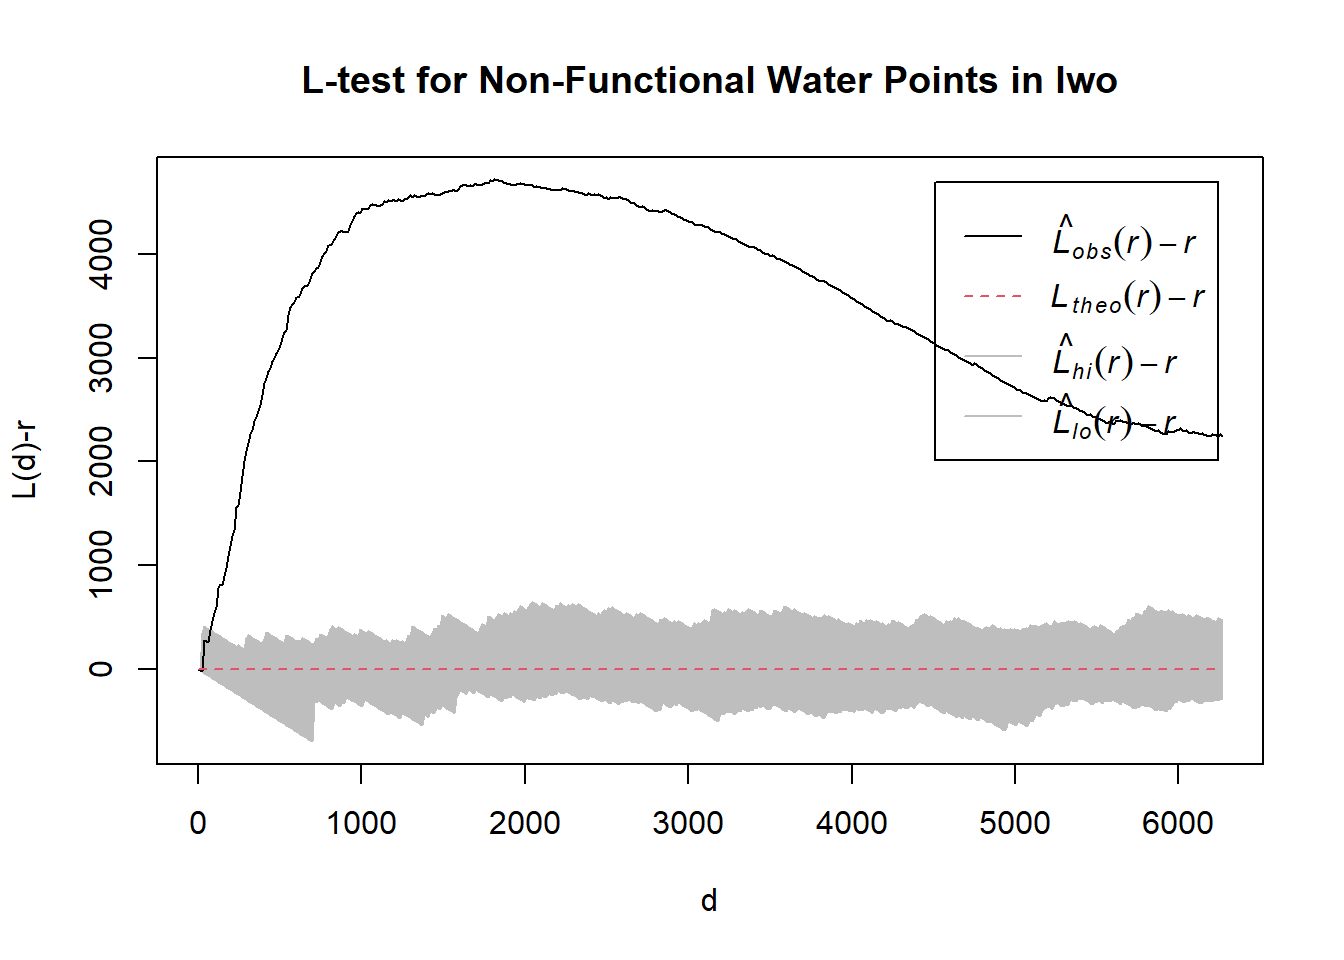 L-test for Non-Functional Water Points in Iwo
L(d)-r
4000
3000
2000
1000
0
L̂obs(r) – r
Ltheo(r) – r
L̂hi(r) – r
L̂lo(r) – r
0 1000 2000 3000 4000 5000 6000
d